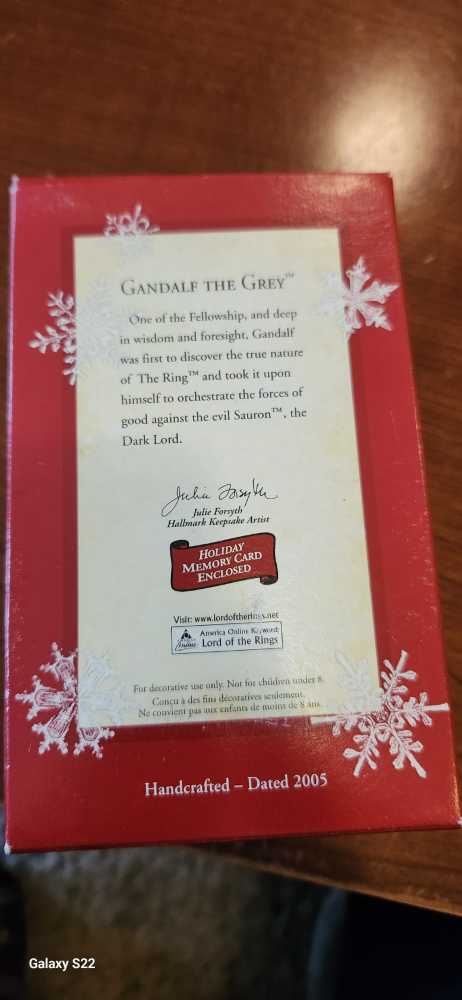 GANDALF THE GREY™
One of the Fellowship, and deep
in wisdom and foresight, Gandalf
was first to discover the true nature
of The Ring™ and took it upon
himself to orchestrate the forces of
good against the evil Sauron™, the
Dark Lord.
Julie Forsyth
Julie Forsyth
Hallmark Keepsake Artist
HOLIDAY
MEMORY CARD
ENCLOSED
Visit: www.lordoftherings.net
America Online Keyword:
Lord of the Rings
For decorative use only. Not for children under 8.
Conçu à des fins décoratives seulement.
Ne convient pas aux enfants de moins de 8 ans.
Handcrafted – Dated 2005
Galaxy S22